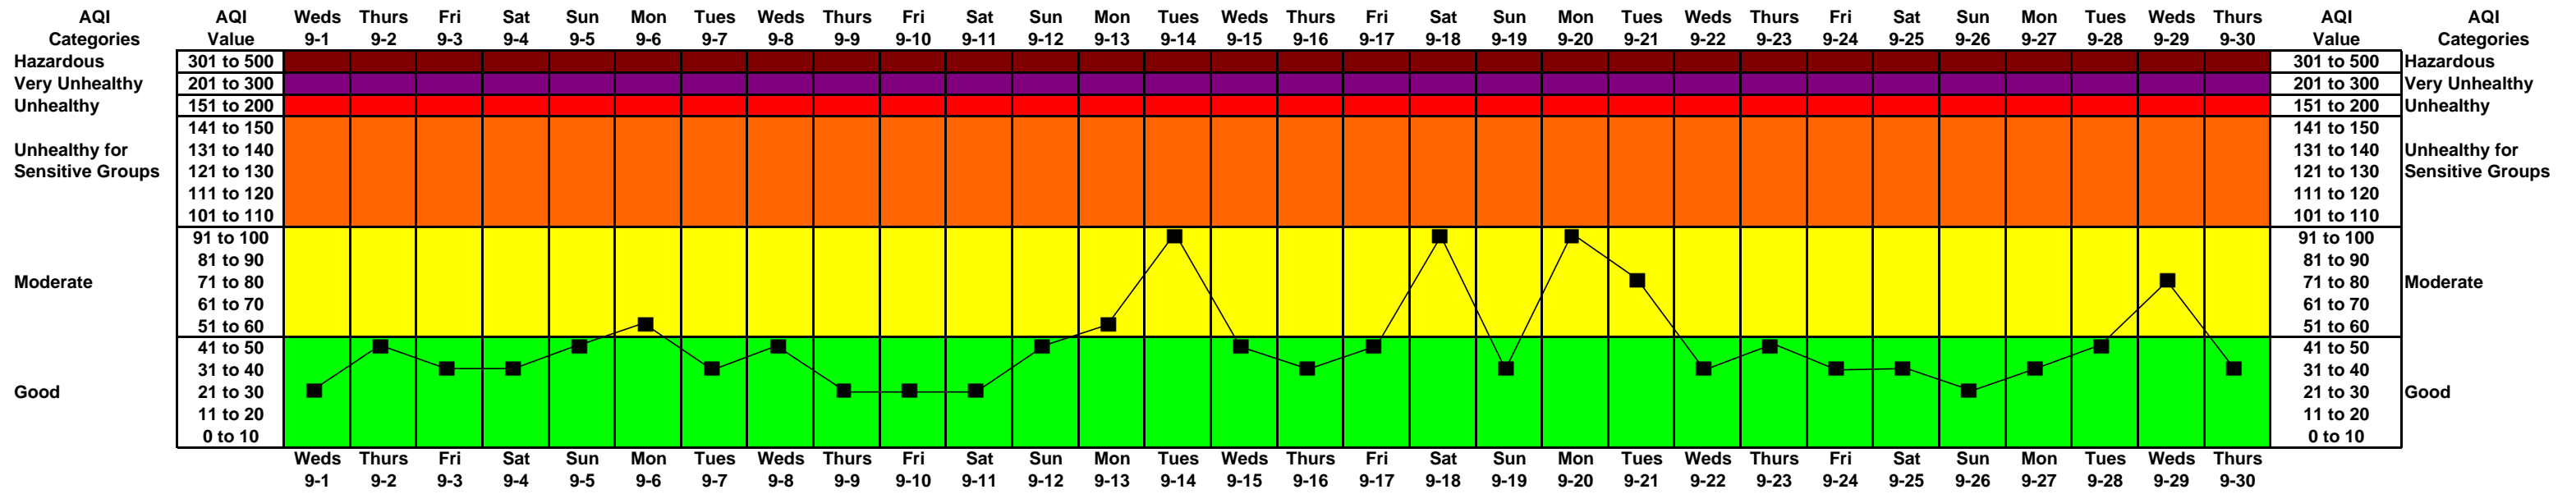 AQI AQI Weds Thurs Fri Sat Sun Mon Tues Weds Thurs Fri Sat Sun Mon Tues Weds Thurs Fri Sat Sun Mon Tues Weds Thurs Fri Sat Sun Mon Tues Weds Thurs AQI AQI
Categories Value 9-1 9-2 9-3 9-4 9-5 9-6 9-7 9-8 9-9 9-10 9-11 9-12 9-13 9-14 9-15 9-16 9-17 9-18 9-19 9-20 9-21 9-22 9-23 9-24 9-25 9-26 9-27 9-28 9-29 9-30 Value Categories
Hazardous 301 to 500 301 to 500 Hazardous
Very Unhealthy 201 to 300 201 to 300 Very Unhealthy
Unhealthy 151 to 200 151 to 200 Unhealthy
141 to 150 141 to 150
Unhealthy for 131 to 140 131 to 140 Unhealthy for
Sensitive Groups 121 to 130 121 to 130 Sensitive Groups
111 to 120 111 to 120
101 to 110 101 to 110
91 to 100 91 to 100
81 to 90 81 to 90
Moderate 71 to 80 71 to 80 Moderate
61 to 70 61 to 70
51 to 60 51 to 60
41 to 50 41 to 50
31 to 40 31 to 40
Good 21 to 30 21 to 30 Good
11 to 20 11 to 20
0 to 10 0 to 10
Weds Thurs Fri Sat Sun Mon Tues Weds Thurs Fri Sat Sun Mon Tues Weds Thurs Fri Sat Sun Mon Tues Weds Thurs Fri Sat Sun Mon Tues Weds Thurs
9-1 9-2 9-3 9-4 9-5 9-6 9-7 9-8 9-9 9-10 9-11 9-12 9-13 9-14 9-15 9-16 9-17 9-18 9-19 9-20 9-21 9-22 9-23 9-24 9-25 9-26 9-27 9-28 9-29 9-30